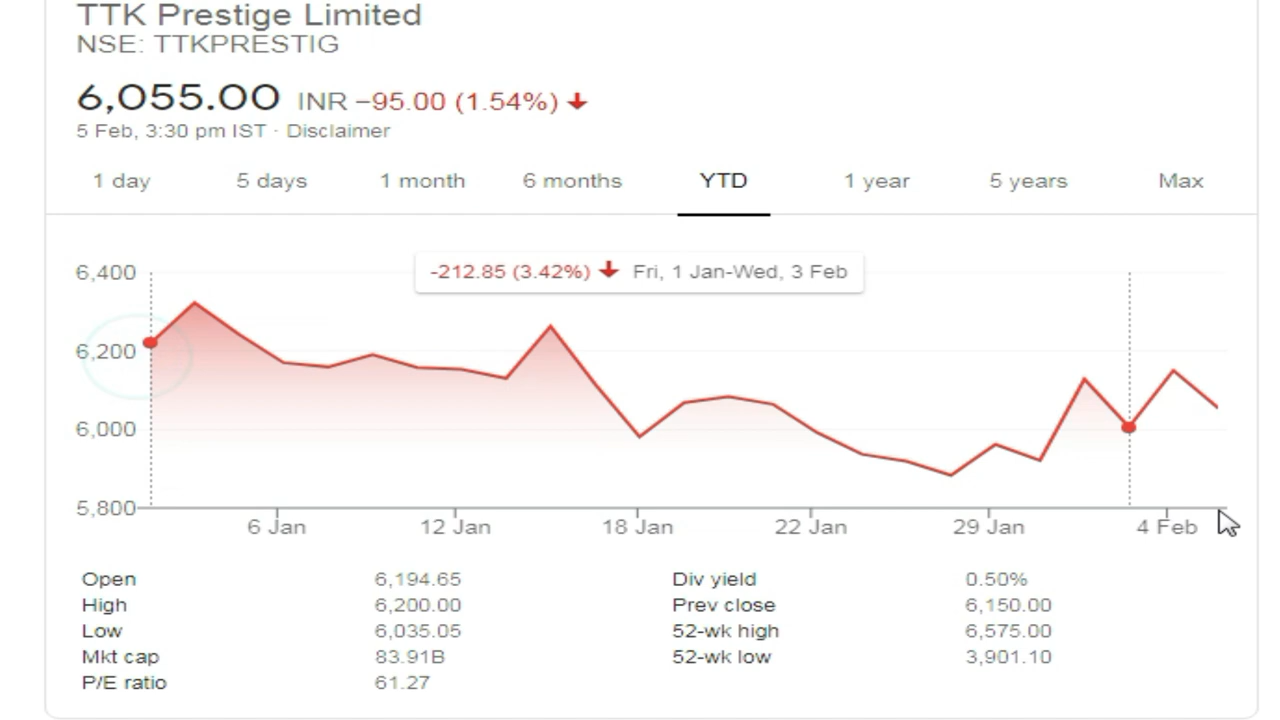 TTK Prestige Limited
NSE: TTKPRESTIG
6,055.00 INR −95.00 (1.54%)
5 Feb, 3:30 pm IST · Disclaimer
1 day 5 days 1 month 6 months YTD 1 year 5 years Max
-212.85 (3.42%) Fri, 1 Jan-Wed, 3 Feb
6,400
6,200
6,000
5,800
6 Jan 12 Jan 18 Jan 22 Jan 29 Jan 4 Feb
Open 6,194.65 Div yield 0.50%
High 6,200.00 Prev close 6,150.00
Low 6,035.05 52-wk high 6,575.00
Mkt cap 83.91B 52-wk low 3,901.10
P/E ratio 61.27